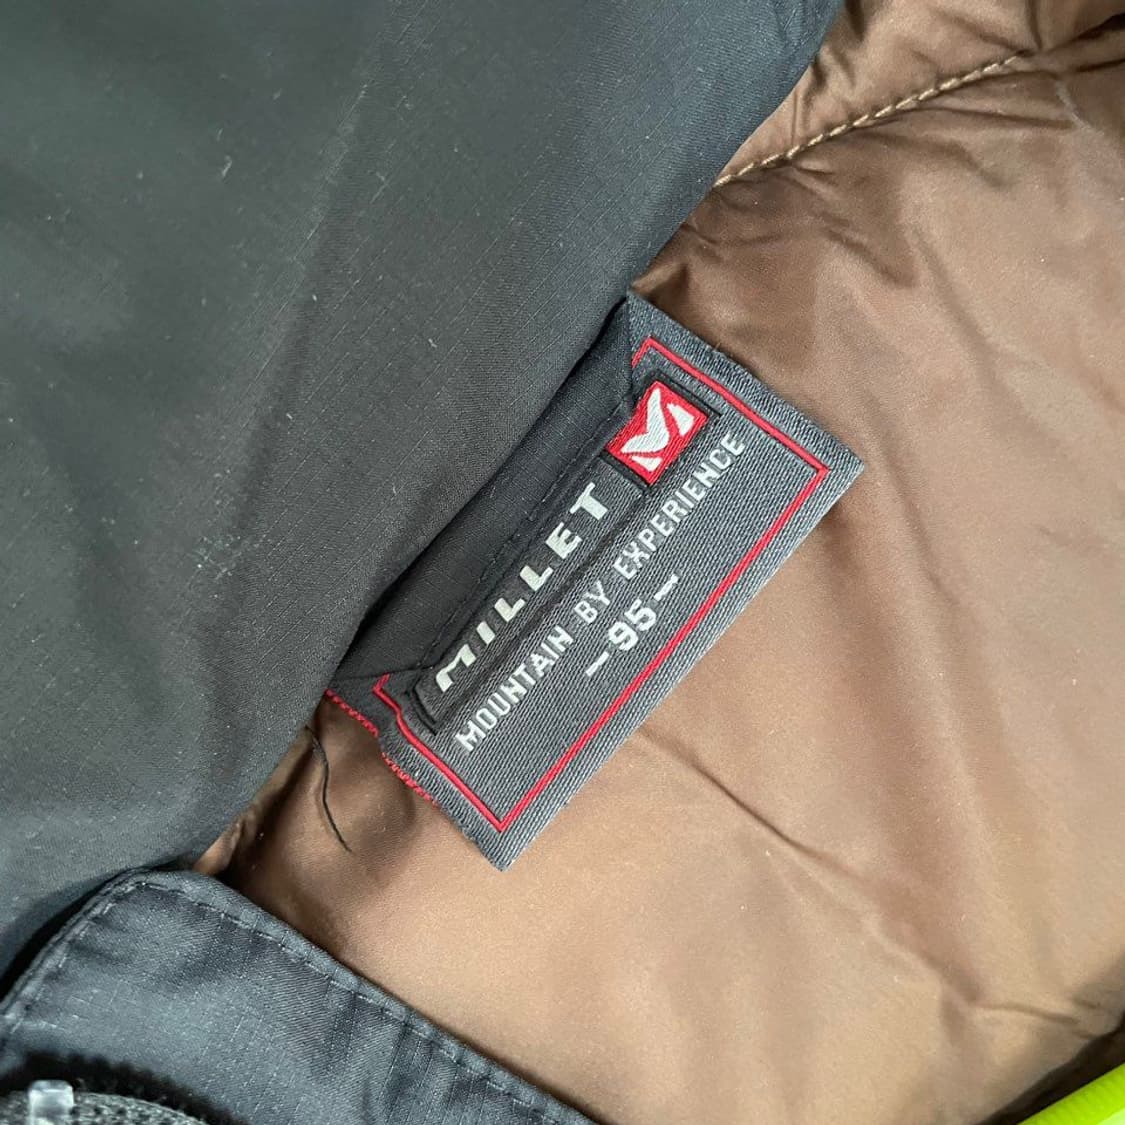 MILLET
MOUNTAIN BY EXPERIENCE
-95-